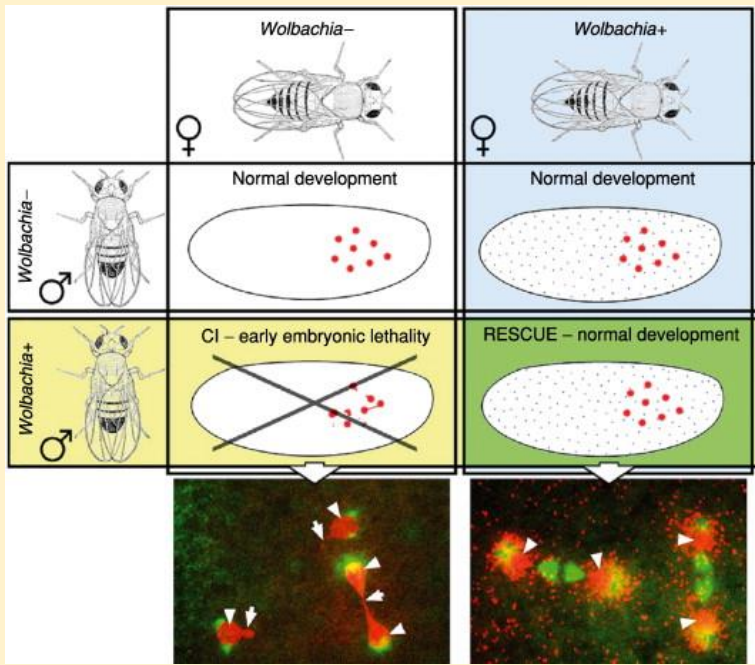 Wolbachia–
Wolbachia+
♀
♀
Wolbachia–
♂
Normal development
Normal development
Wolbachia+
♂
CI – early embryonic lethality
RESCUE – normal development